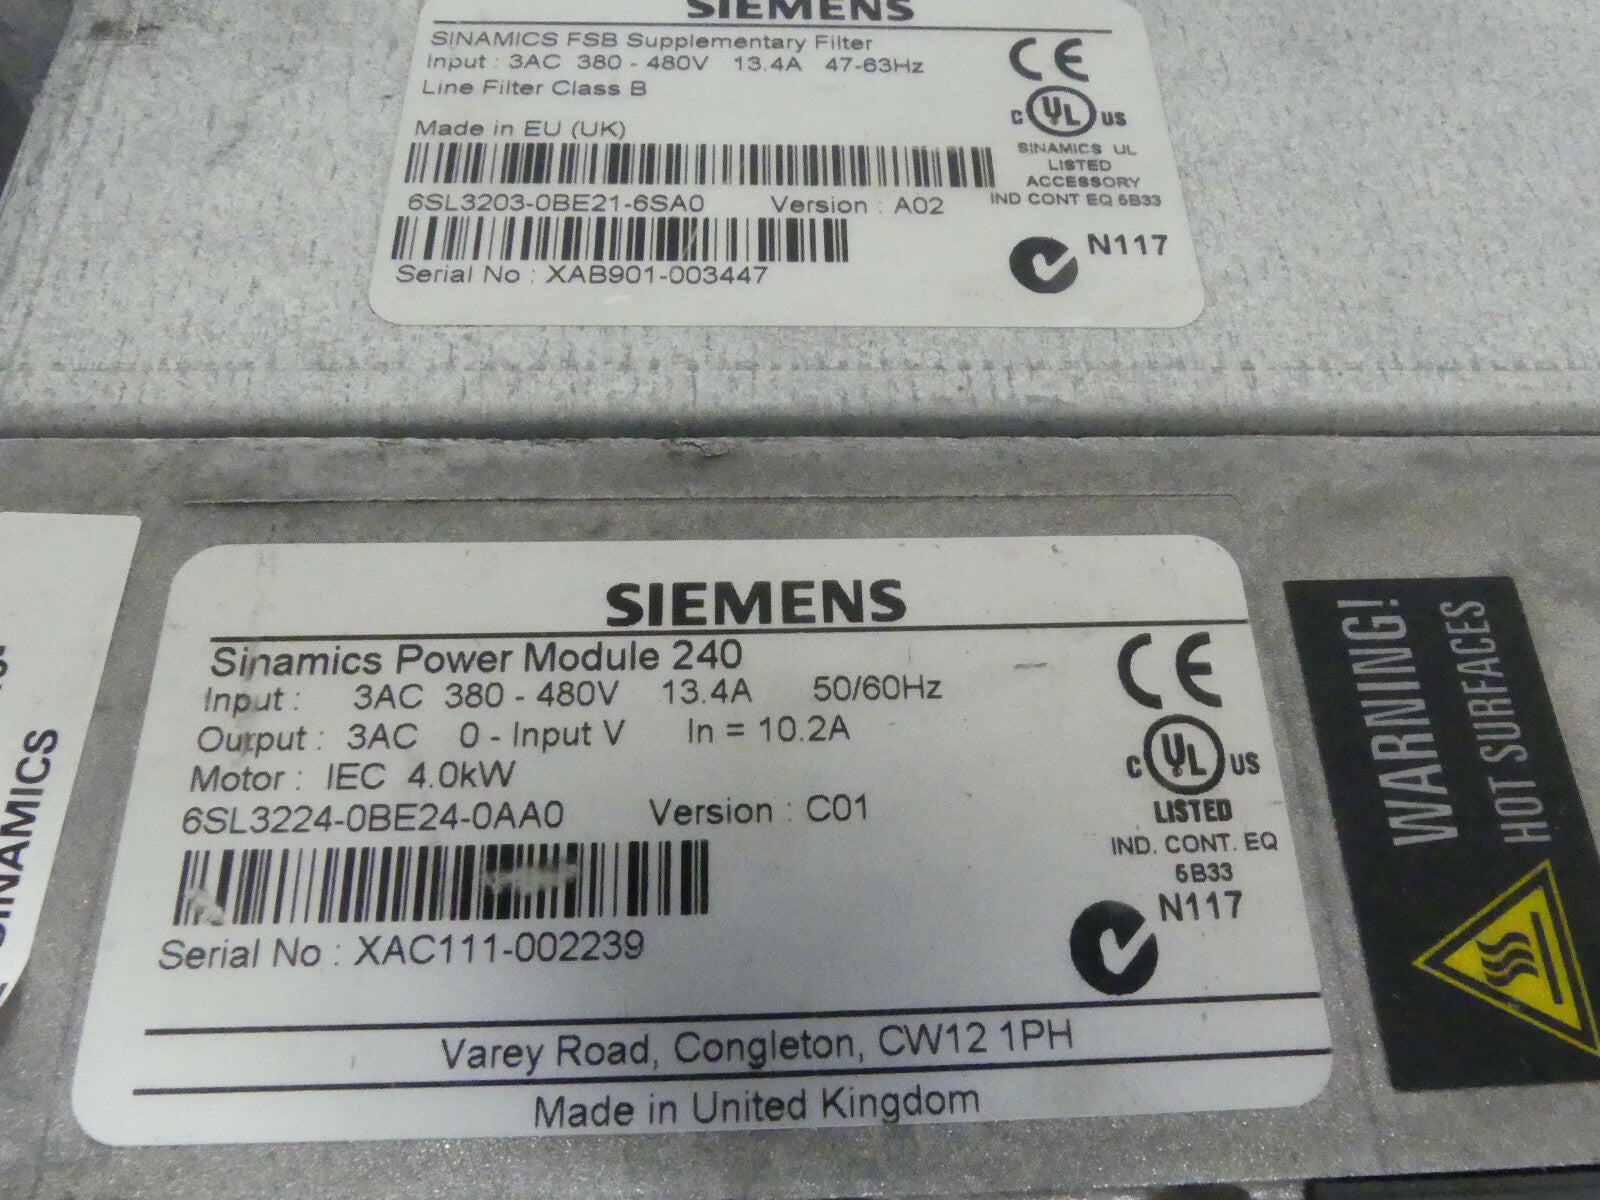 SIEMENS
SINAMICS FSB Supplementary Filter
Input : 3AC 380 - 480V 13.4A 47-63Hz
Line Filter Class B
Made in EU (UK)
6SL3203-0BE21-6SA0 Version : A02
Serial No : XAB901-003447
CE
c UL us
SINAMICS UL
LISTED
ACCESSORY
IND CONT EQ 5B33
N117
SINAMICS
SIEMENS
Sinamics Power Module 240
Input : 3AC 380 - 480V 13.4A 50/60Hz
Output : 3AC 0 - Input V In = 10.2A
Motor : IEC 4.0kW
6SL3224-0BE24-0AA0 Version : C01
Serial No : XAC111-002239
CE
c UL us
LISTED
IND. CONT. EQ
5B33
N117
Varey Road, Congleton, CW12 1PH
Made in United Kingdom
WARNING!
HOT SURFACES